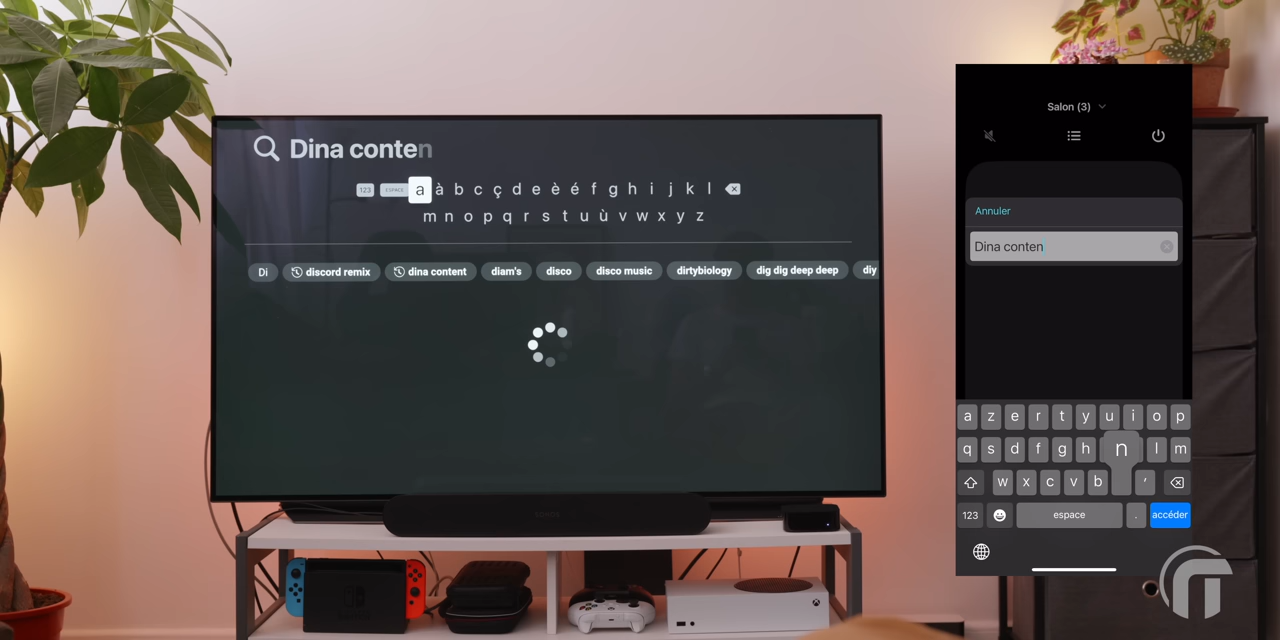 Dina conten
123 ESPACE a à b c ç d e è é f g h i j k l
m n o p q r s t u ù v w x y z
Di discord remix dina content diam's disco disco music dirtybiology dig dig deep deep diy
SONOS
Salon (3)
Annuler
Dina conten
a z e r t y u i o p
q s d f g h n l m
w x c v b '
123 espace . accéder